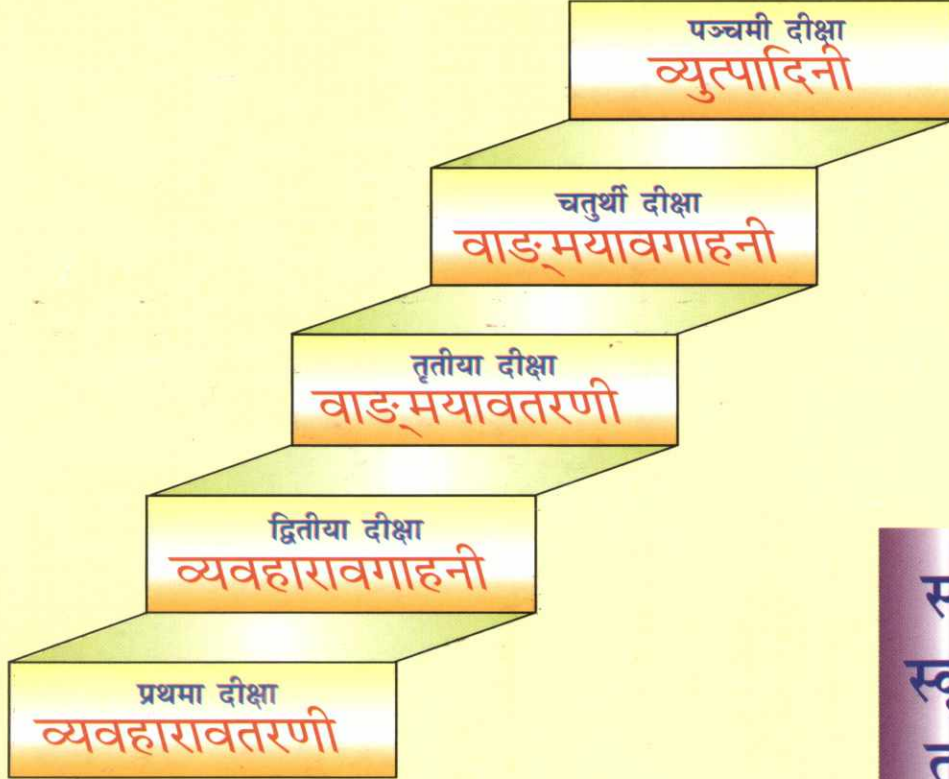 पञ्चमी दीक्षा
व्युत्पादिनी
चतुर्थी दीक्षा
वाङ्‌मयावगाहनी
तृतीया दीक्षा
वाङ्‌मयावतरणी
द्वितीया दीक्षा
व्यवहारावगाहनी
प्रथमा दीक्षा
व्यवहारावतरणी